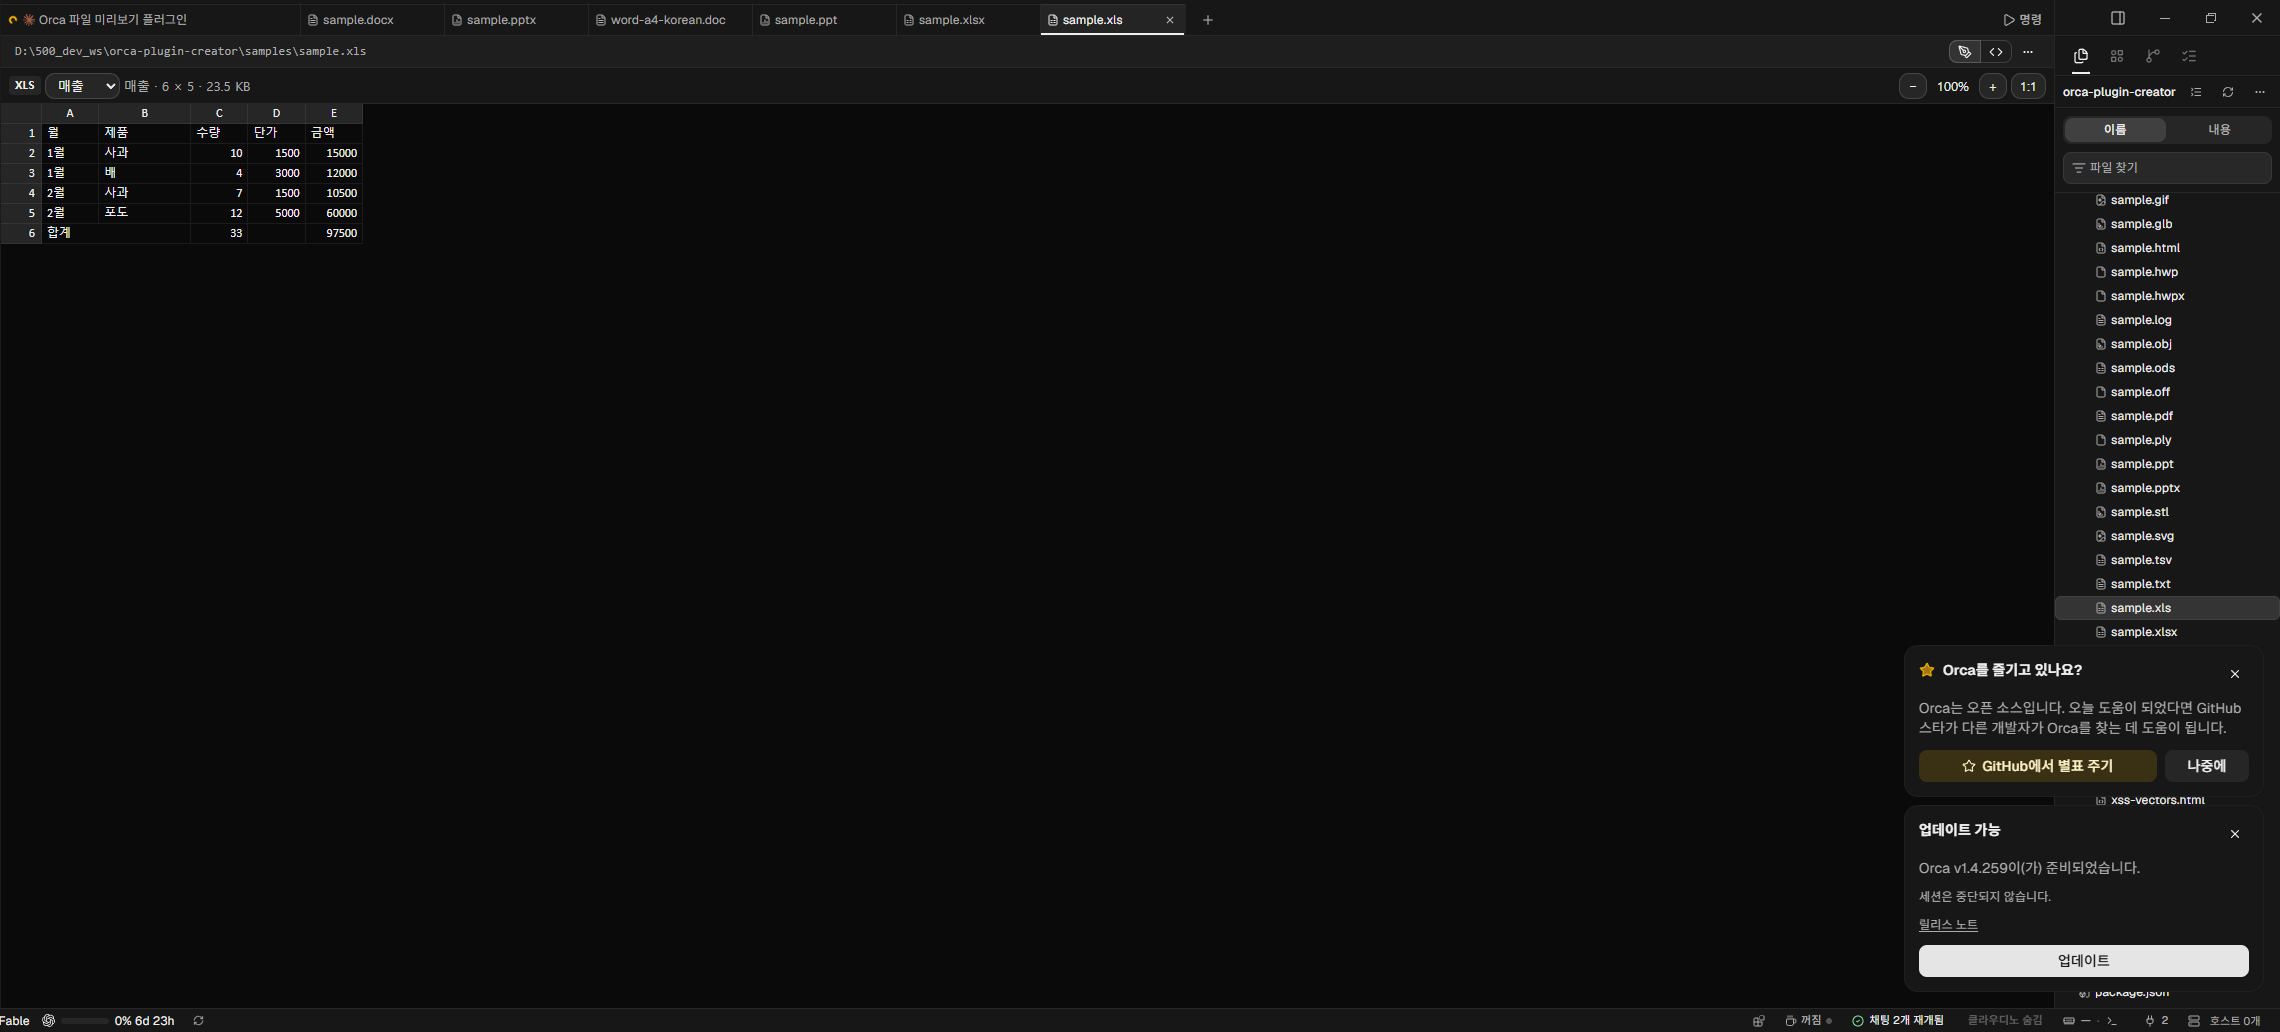 Orca 파일 미리보기 플러그인
sample.docx
sample.pptx
word-a4-korean.doc
sample.ppt
sample.xlsx
sample.xls
명령
D:\500_dev_ws\orca-plugin-creator\samples\sample.xls
XLS 매출 매출 · 6 × 5 · 23.5 KB
− 100% + 1:1
A B C D E
1 월 제품 수량 단가 금액
2 1월 사과 10 1500 15000
3 1월 배 4 3000 12000
4 2월 사과 7 1500 10500
5 2월 포도 12 5000 60000
6 합계 33 97500
orca-plugin-creator
이름 내용
파일 찾기
sample.gif
sample.glb
sample.html
sample.hwp
sample.hwpx
sample.log
sample.obj
sample.ods
sample.off
sample.pdf
sample.ply
sample.ppt
sample.pptx
sample.stl
sample.svg
sample.tsv
sample.txt
sample.xls
sample.xlsx
Orca를 즐기고 있나요?
Orca는 오픈 소스입니다. 오늘 도움이 되었다면 GitHub
스타가 다른 개발자가 Orca를 찾는 데 도움이 됩니다.
GitHub에서 별표 주기 나중에
xss-vectors.html
업데이트 가능
Orca v1.4.259이(가) 준비되었습니다.
세션은 중단되지 않습니다.
릴리스 노트
업데이트
package.json
Fable 0% 6d 23h
꺼짐 채팅 2개 재개됨 클라우디노 숨김 2 호스트 0개